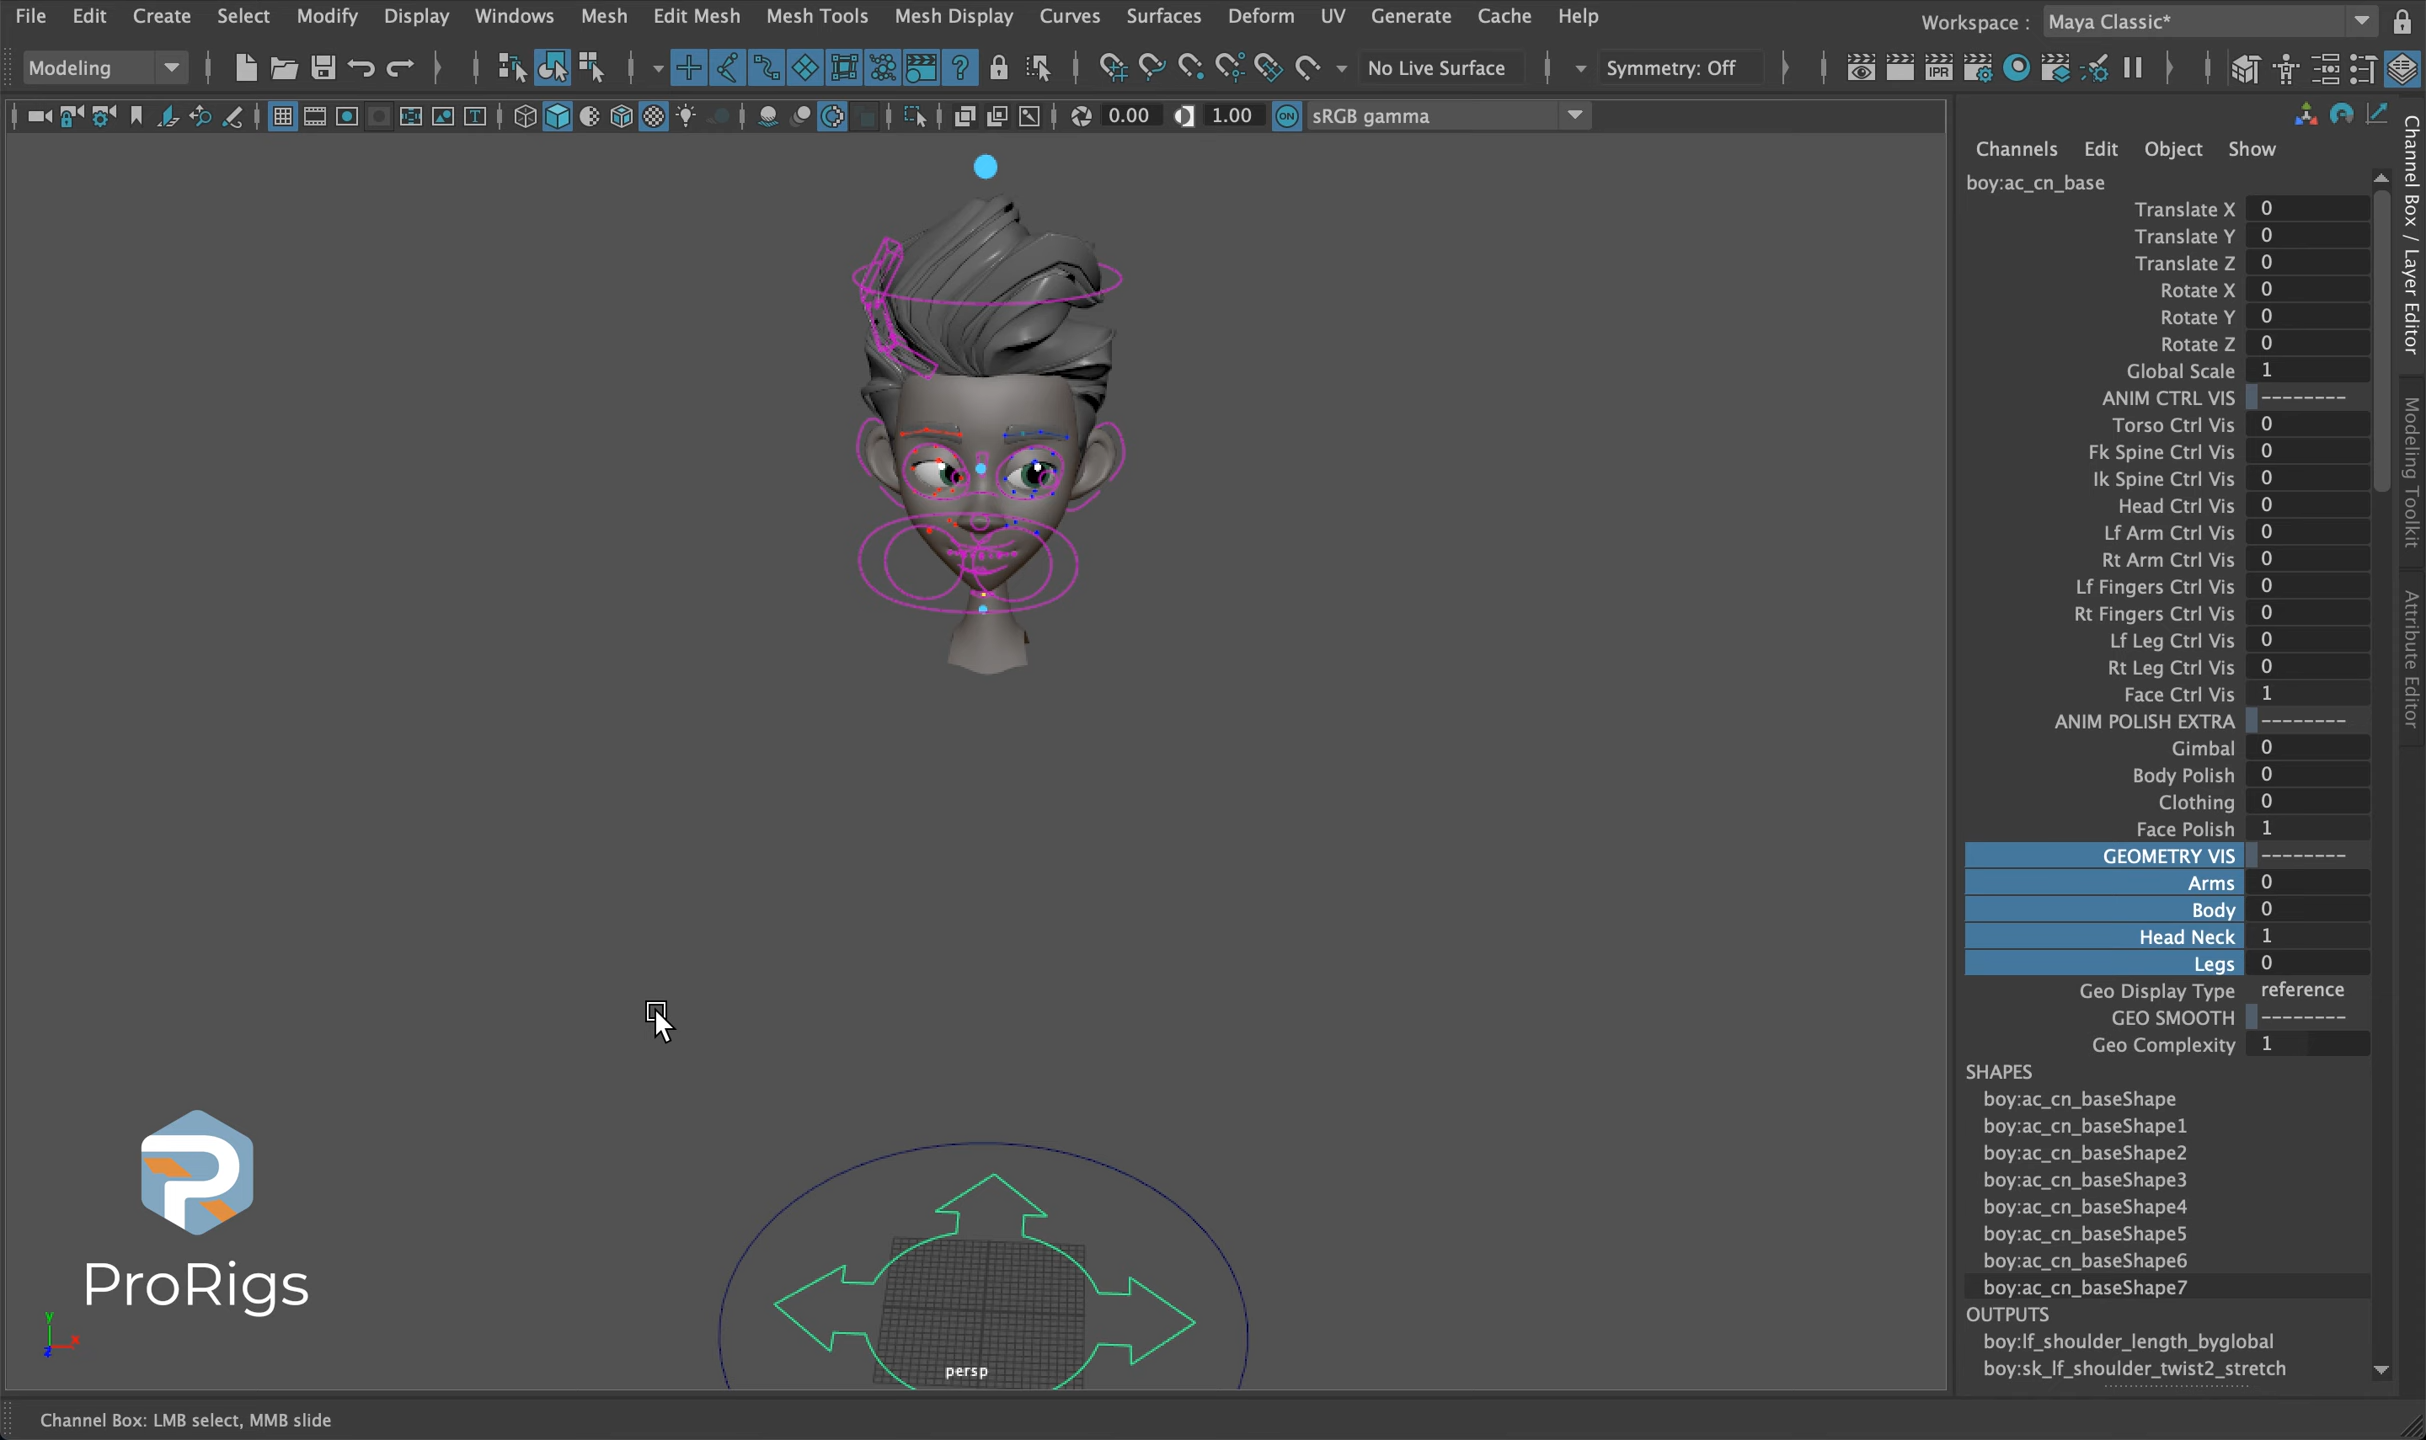 File Edit Create Select Modify Display Windows Mesh Edit Mesh Mesh Tools Mesh Display Curves Surfaces Deform UV Generate Cache Help
Workspace : Maya Classic*
Modeling
No Live Surface
Symmetry: Off
IPR
0.00
1.00
ON
sRGB gamma
Channels Edit Object Show
boy:ac_cn_base
Translate X 0
Translate Y 0
Translate Z 0
Rotate X 0
Rotate Y 0
Rotate Z 0
Global Scale 1
ANIM CTRL VIS --------
Torso Ctrl Vis 0
Fk Spine Ctrl Vis 0
Ik Spine Ctrl Vis 0
Head Ctrl Vis 0
Lf Arm Ctrl Vis 0
Rt Arm Ctrl Vis 0
Lf Fingers Ctrl Vis 0
Rt Fingers Ctrl Vis 0
Lf Leg Ctrl Vis 0
Rt Leg Ctrl Vis 0
Face Ctrl Vis 1
ANIM POLISH EXTRA --------
Gimbal 0
Body Polish 0
Clothing 0
Face Polish 1
GEOMETRY VIS --------
Arms 0
Body 0
Head Neck 1
Legs 0
Geo Display Type reference
GEO SMOOTH --------
Geo Complexity 1
SHAPES
boy:ac_cn_baseShape
boy:ac_cn_baseShape1
boy:ac_cn_baseShape2
boy:ac_cn_baseShape3
boy:ac_cn_baseShape4
boy:ac_cn_baseShape5
boy:ac_cn_baseShape6
boy:ac_cn_baseShape7
OUTPUTS
boy:lf_shoulder_length_byglobal
boy:sk_lf_shoulder_twist2_stretch
Channel Box / Layer Editor
Modeling Toolkit
Attribute Editor
ProRigs
y
x
z
persp
Channel Box: LMB select, MMB slide